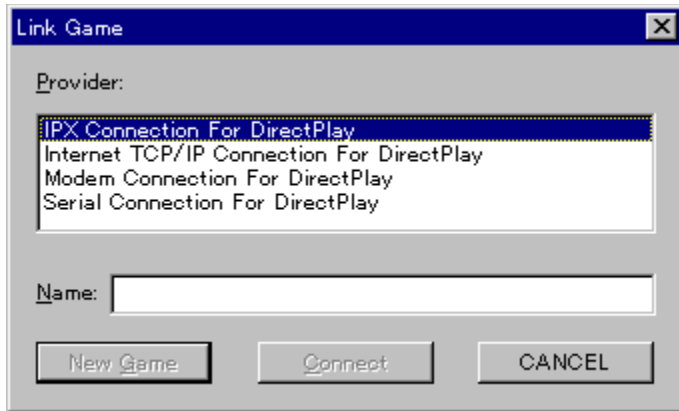 Link Game
Provider:
IPX Connection For DirectPlay
Internet TCP/IP Connection For DirectPlay
Modem Connection For DirectPlay
Serial Connection For DirectPlay
Name:
New Game
Connect
CANCEL